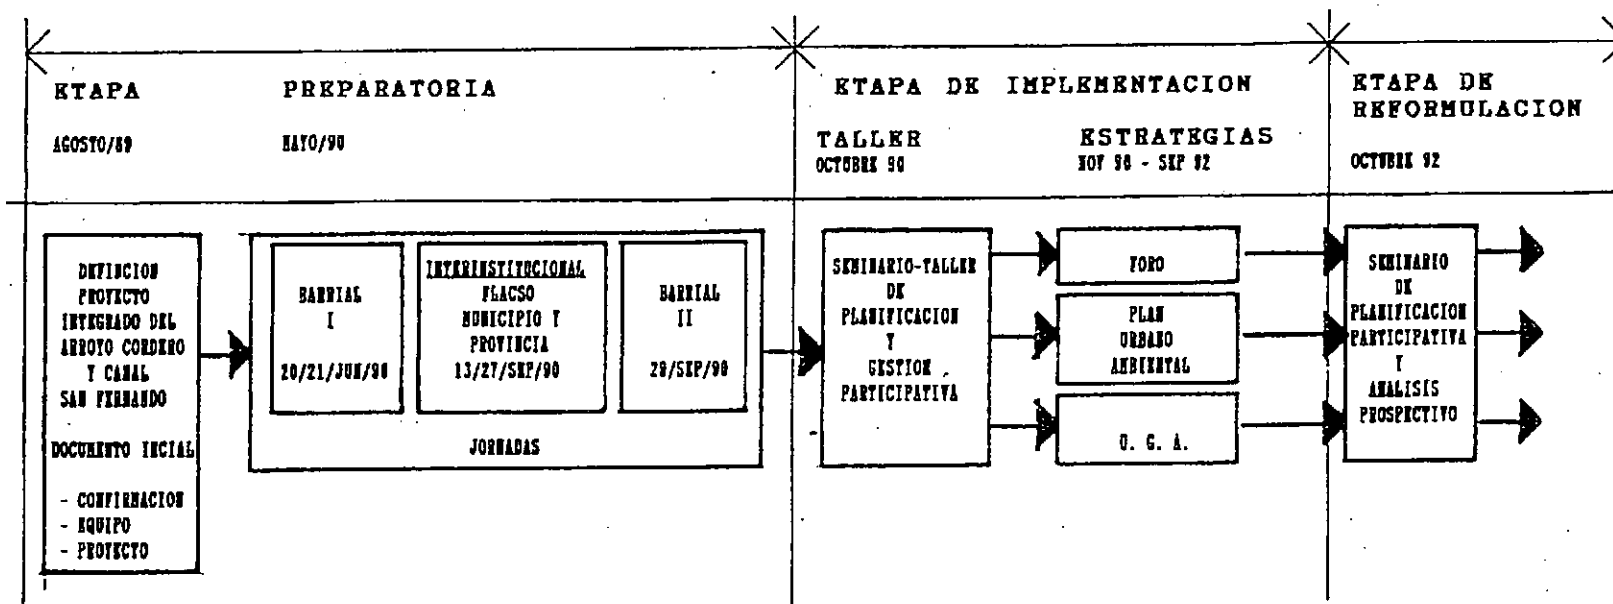 ETAPA PREPARATORIA
AGOSTO/89 MAYO/90
ETAPA DE IMPLEMENTACION
TALLER ESTRATEGIAS
OCTUBRE 90 NOV 90 - SEP 92
ETAPA DE
REFORMULACION
OCTUBRE 92
DEFINCION
PROYECTO
INTEGRADO DEL
ARROYO CORDERO
Y CANAL
SAN FERNANDO
DOCUMENTO INCIAL
- CONFIRMACION
- EQUIPO
- PROYECTO
BARRIAL
I
20/21/JUN/90
INTERINSTITUCIONAL
FLACSO
MUNICIPIO Y
PROVINCIA
13/27/SEP/90
BARRIAL
II
29/SEP/90
JORNADAS
SEMINARIO-TALLER
DE
PLANIFICACION
Y
GESTION
PARTICIPATIVA
FORO
PLAN
URBANO
AMBIENTAL
U. G. A.
SEMINARIO
DE
PLANIFICACION
PARTICIPATIVA
Y
ANALISIS
PROSPECTIVO